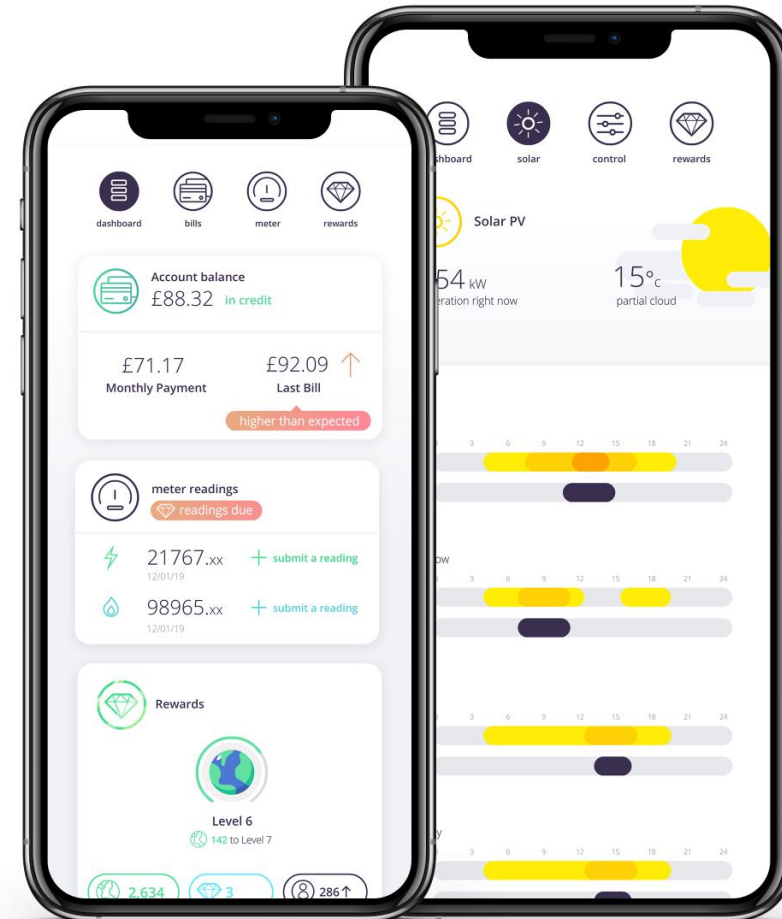 dashboard bills meter rewards
Account balance
£88.32 in credit
£71.17 £92.09
Monthly Payment Last Bill
higher than expected
meter readings
readings due
21767.xx + submit a reading
12/01/19
98965.xx + submit a reading
12/01/19
Rewards
Level 6
142 to Level 7
2,634 3 286↑
shboard solar control rewards
Solar PV
54 kW 15°c
eration right now partial cloud
3 6 9 12 15 18 21 24
ow
3 6 9 12 15 18 21 24
3 6 9 12 15 18 21 24
y
3 6 9 12 15 18 21 24